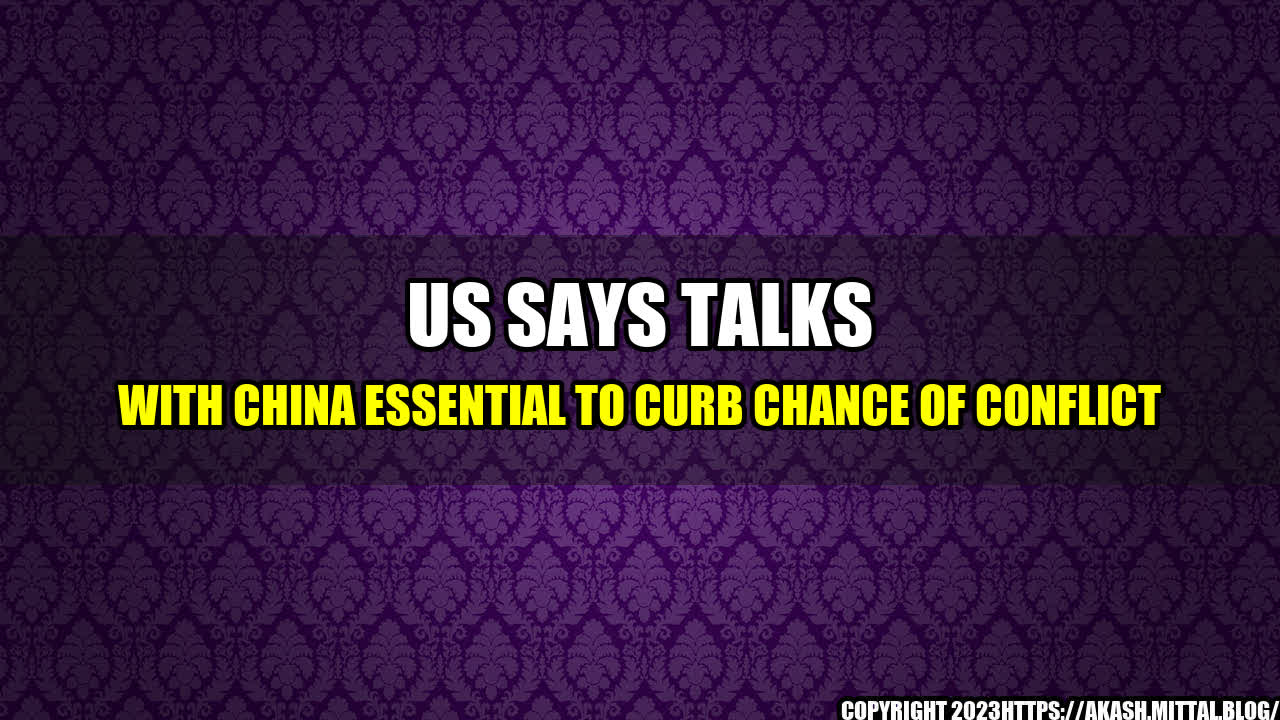 US SAYS TALKS
WITH CHINA ESSENTIAL TO CURB CHANCE OF CONFLICT
COPYRIGHT 2023HTTPS://AKASH.MITTAL.BLOG/